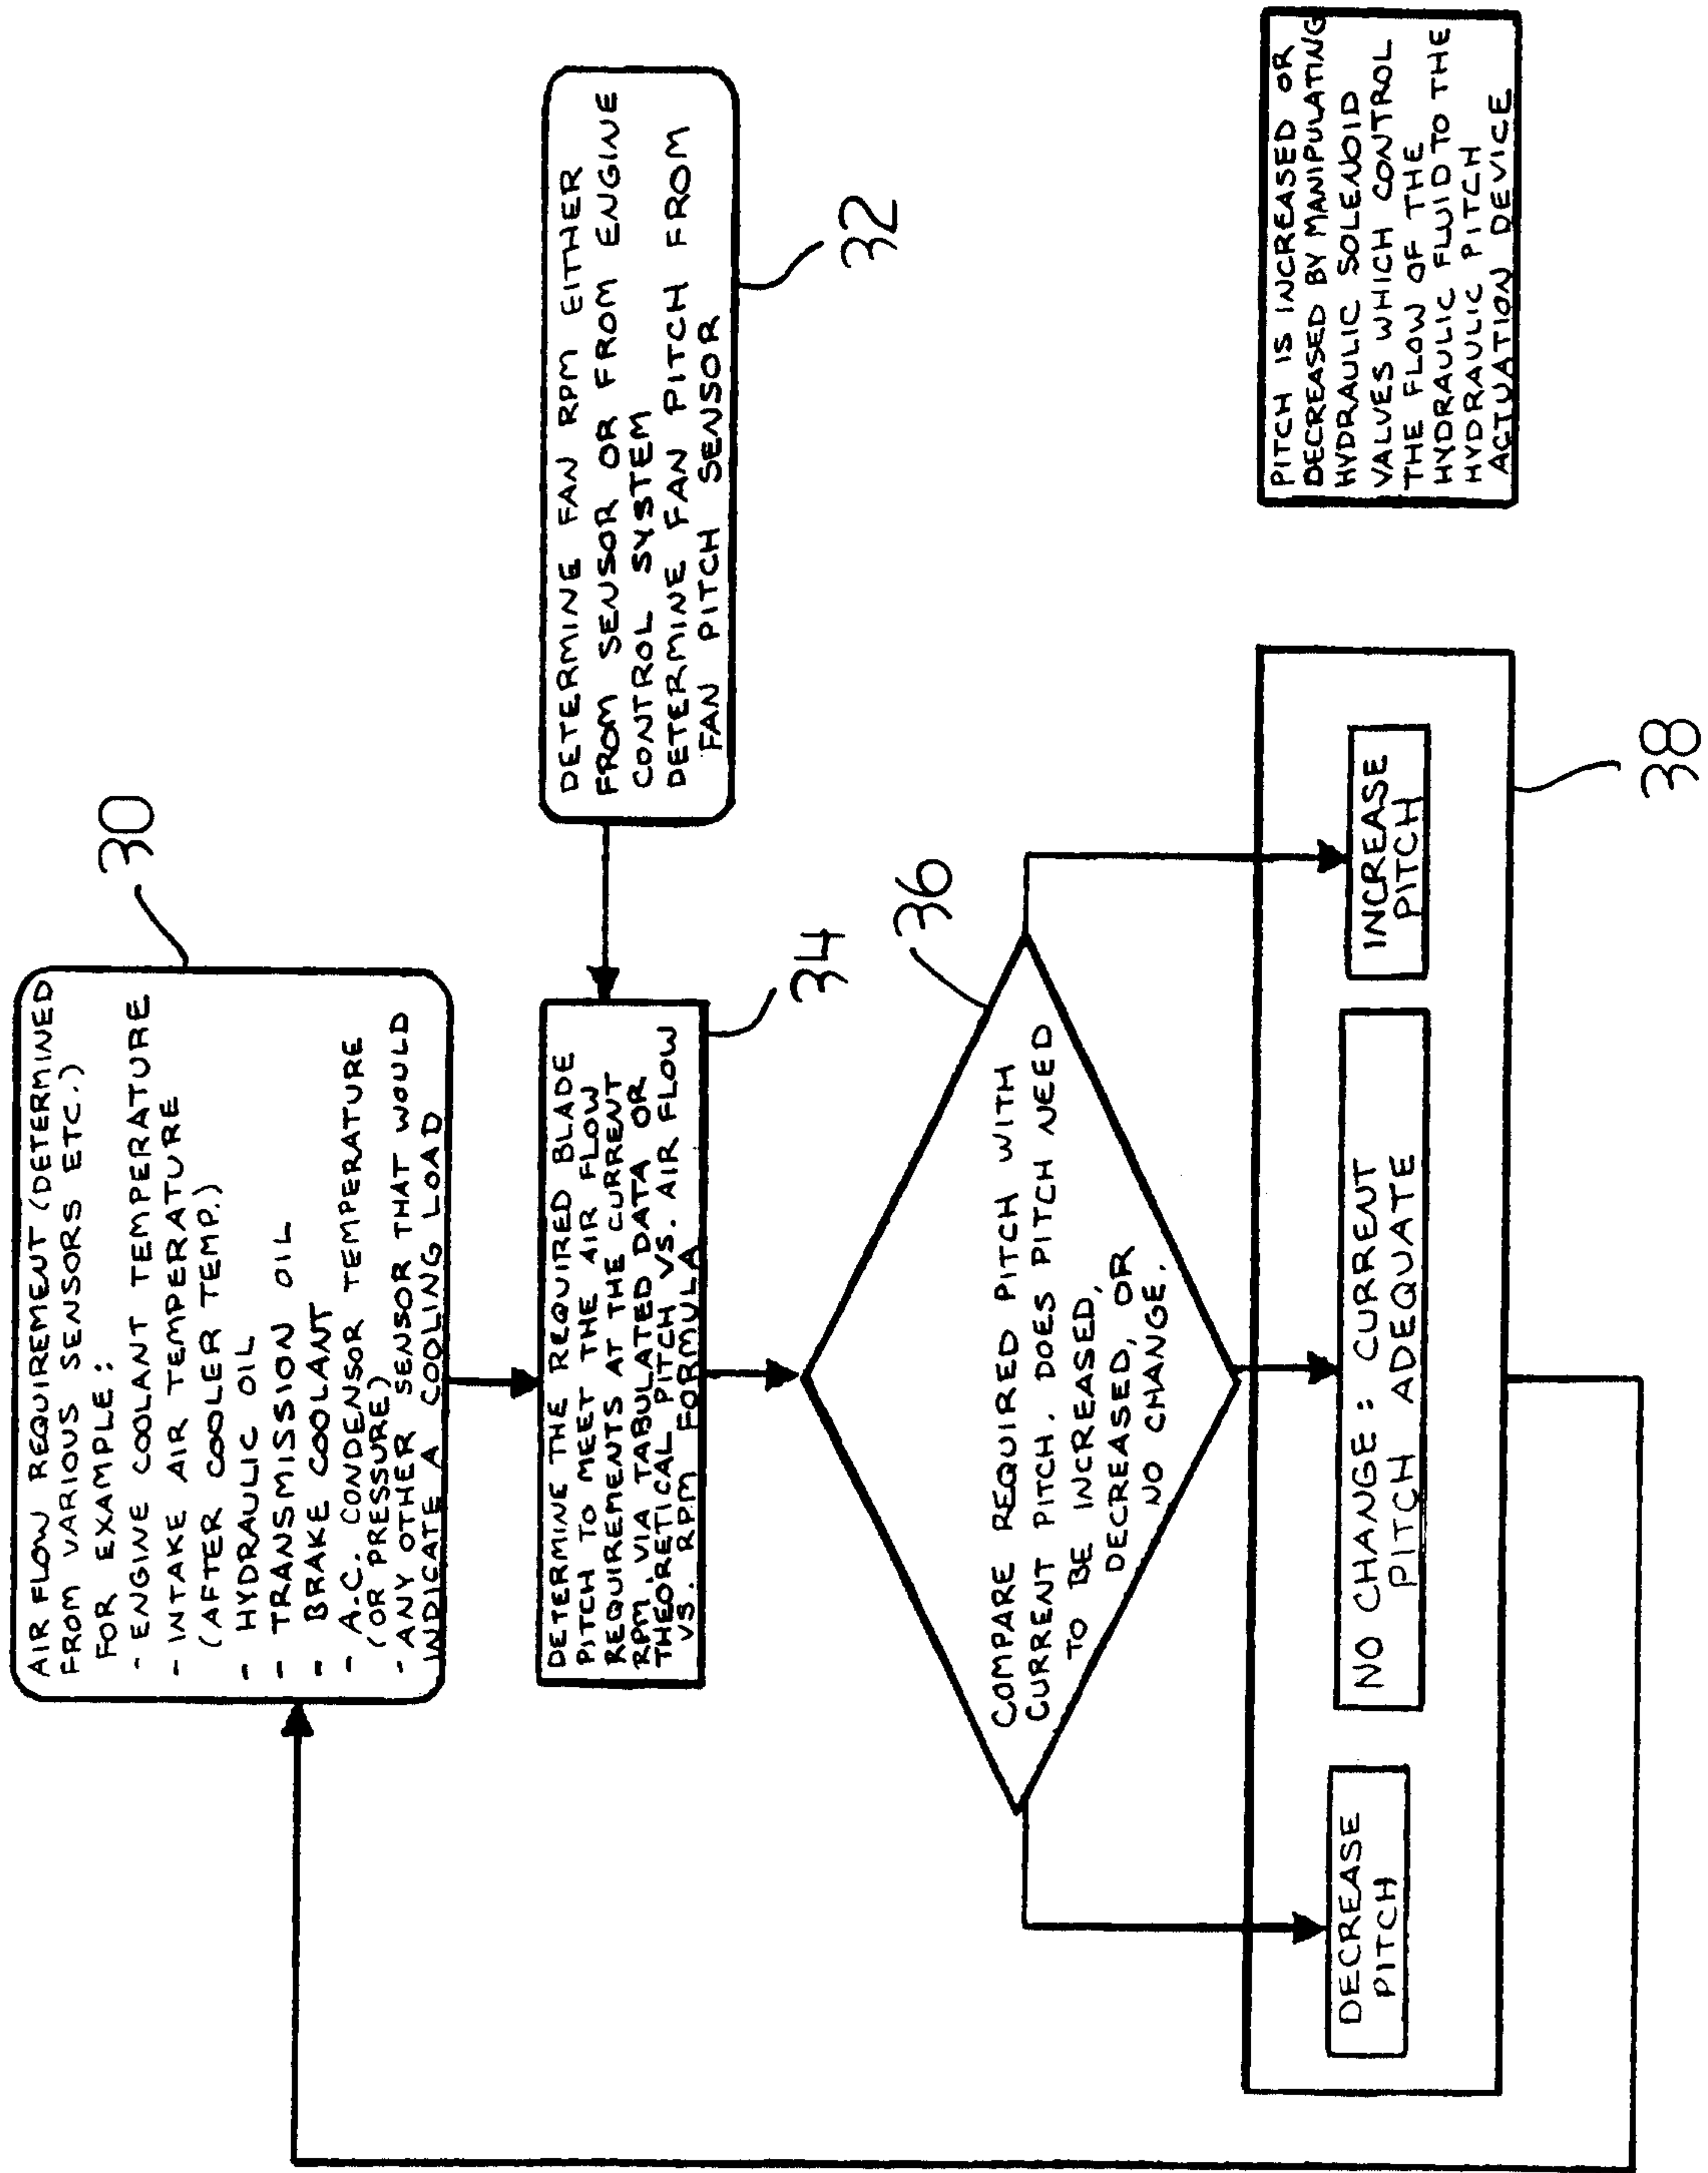 AIR FLOW REQUIREMENT (DETERMINED
FROM VARIOUS SENSORS ETC.)
FOR EXAMPLE:
- ENGINE COOLANT TEMPERATURE
- INTAKE AIR TEMPERATURE
(AFTER COOLER TEMP.)
- HYDRAULIC OIL
- TRANSMISSION OIL
- BRAKE COOLANT
- A.C. CONDENSOR TEMPERATURE
(OR PRESSURE)
- ANY OTHER SENSOR THAT WOULD
INDICATE A COOLING LOAD
30
DETERMINE FAN RPM EITHER
FROM SENSOR OR FROM ENGINE
CONTROL SYSTEM
DETERMINE FAN PITCH FROM
FAN PITCH SENSOR
32
DETERMINE THE REQUIRED BLADE
PITCH TO MEET THE AIR FLOW
REQUIREMENTS AT THE CURRENT
RPM. VIA TABULATED DATA OR
THEORETICAL PITCH VS. AIR FLOW
VS. RPM FORMULA
34
COMPARE REQUIRED PITCH WITH
CURRENT PITCH. DOES PITCH NEED
TO BE INCREASED,
DECREASED, OR
NO CHANGE.
36
DECREASE
PITCH
NO CHANGE: CURRENT
PITCH ADEQUATE
INCREASE
PITCH
38
PITCH IS INCREASED OR
DECREASED BY MANIPULATING
HYDRAULIC SOLENOID
VALVES WHICH CONTROL
THE FLOW OF THE
HYDRAULIC FLUID TO THE
HYDRAULIC PITCH
ACTUATION DEVICE